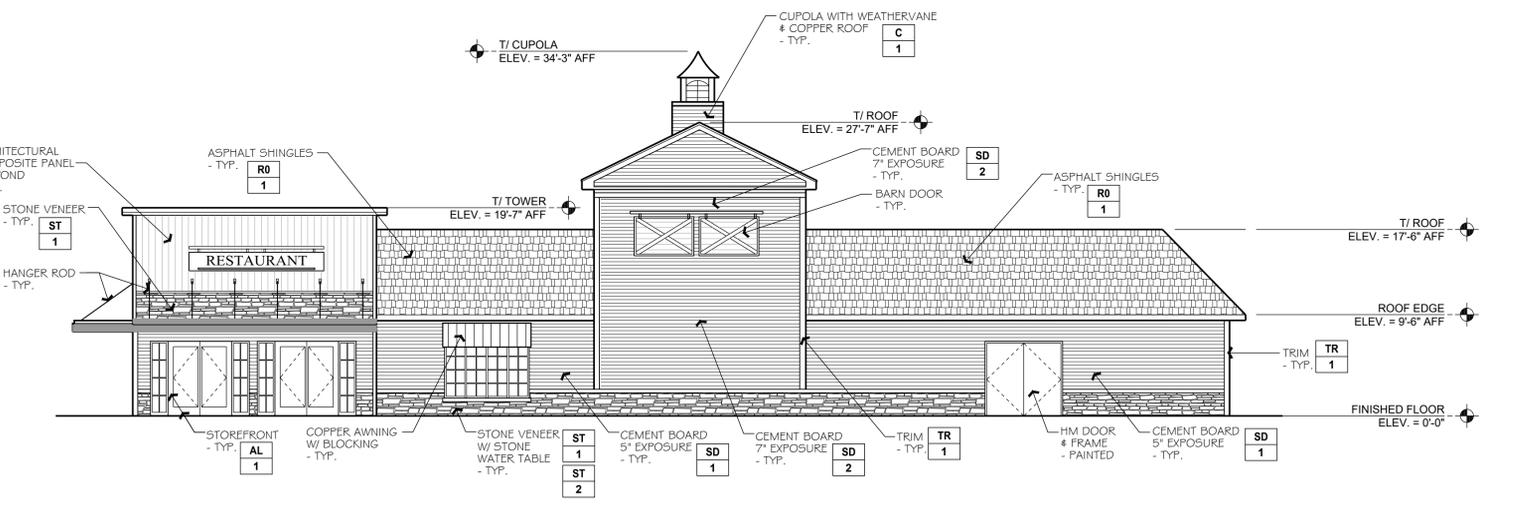 CUPOLA WITH WEATHERVANE
& COPPER ROOF
- TYP.
C
1
T/ CUPOLA
ELEV. = 34'-3" AFF
T/ ROOF
ELEV. = 27'-7" AFF
ASPHALT SHINGLES
- TYP.
R0
1
CEMENT BOARD
7" EXPOSURE
- TYP.
SD
2
BARN DOOR
- TYP.
ASPHALT SHINGLES
- TYP.
R0
1
STONE VENEER
- TYP.
ST
1
T/ TOWER
ELEV. = 19'-7" AFF
T/ ROOF
ELEV. = 17'-6" AFF
RESTAURANT
HANGER ROD
- TYP.
ROOF EDGE
ELEV. = 9'-6" AFF
TRIM
- TYP.
TR
1
FINISHED FLOOR
ELEV. = 0'-0"
STOREFRONT
- TYP.
AL
1
COPPER AWNING
W/ BLOCKING
- TYP.
STONE VENEER
W/ STONE
WATER TABLE
- TYP.
ST
1
ST
2
CEMENT BOARD
5" EXPOSURE
- TYP.
SD
1
CEMENT BOARD
7" EXPOSURE
- TYP.
SD
2
TRIM
- TYP.
TR
1
HM DOOR
& FRAME
- PAINTED
CEMENT BOARD
5" EXPOSURE
- TYP.
SD
1